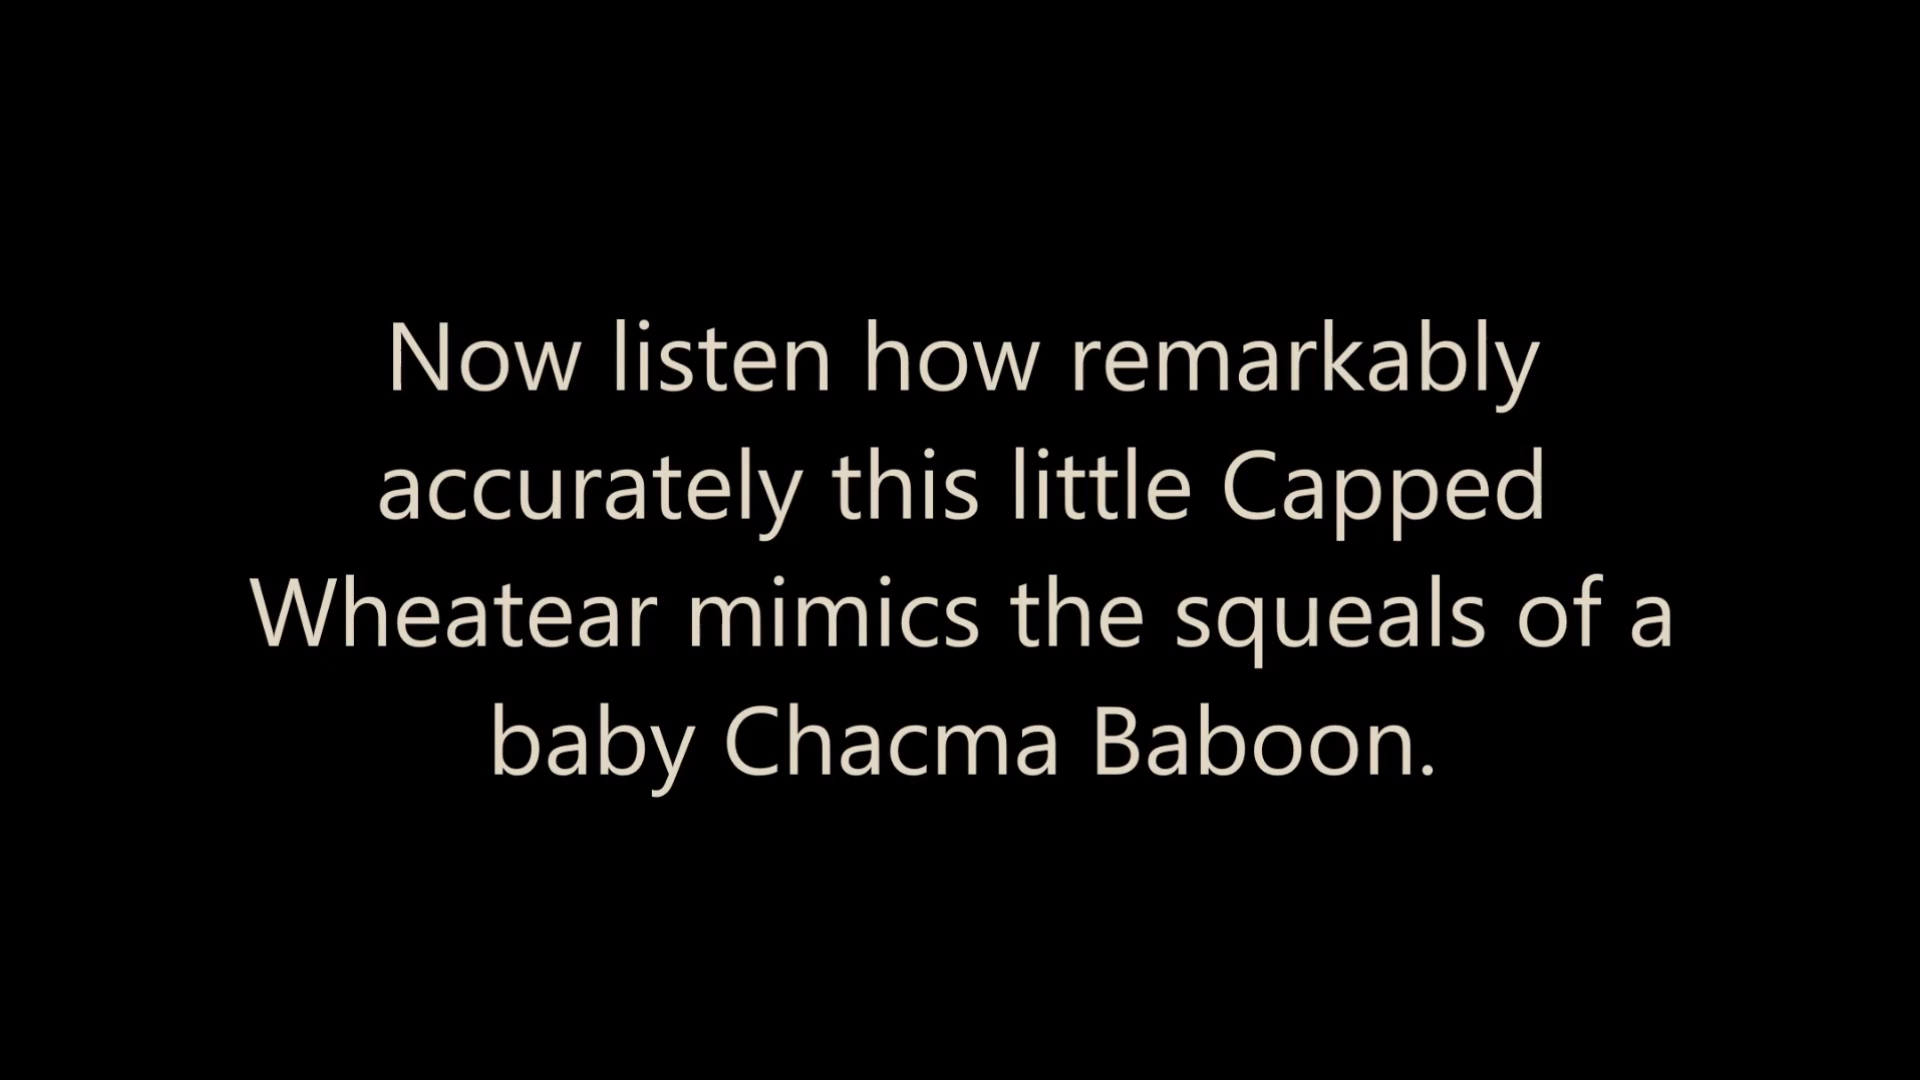 Now listen how remarkably
accurately this little Capped
Wheatear mimics the squeals of a
baby Chacma Baboon.